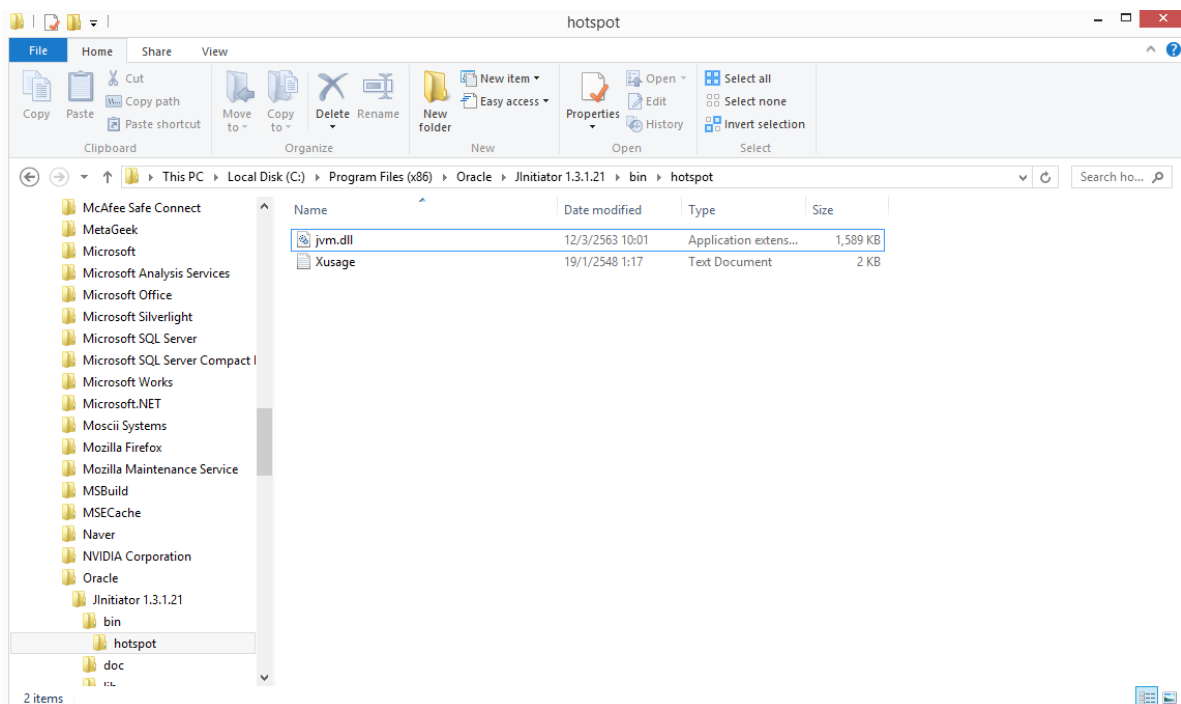 hotspot
File Home Share View
Copy
Paste
Cut
Copy path
Paste shortcut
Clipboard
Move to
Copy to
Delete
Rename
Organize
New folder
New item
Easy access
New
Properties
Open
Edit
History
Open
Select all
Select none
Invert selection
Select
This PC Local Disk (C:) Program Files (x86) Oracle JInitiator 1.3.1.21 bin hotspot
Search ho...
McAfee Safe Connect
MetaGeek
Microsoft
Microsoft Analysis Services
Microsoft Office
Microsoft Silverlight
Microsoft SQL Server
Microsoft SQL Server Compact
Microsoft Works
Microsoft.NET
Moscii Systems
Mozilla Firefox
Mozilla Maintenance Service
MSBuild
MSECache
Naver
NVIDIA Corporation
Oracle
JInitiator 1.3.1.21
bin
hotspot
doc
Name Date modified Type Size
jvm.dll 12/3/2563 10:01 Application extens... 1,589 KB
Xusage 19/1/2548 1:17 Text Document 2 KB
2 items